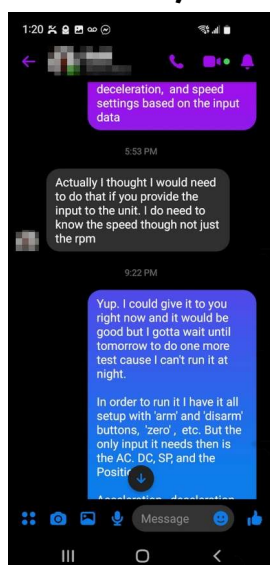 1:20
deceleration, and speed
settings based on the input
data
5:53 PM
Actually I thought I would need
to do that if you provide the
input to the unit. I do need to
know the speed though not just
the rpm
9:22 PM
Yup. I could give it to you
right now and it would be
good but I gotta wait until
tomorrow to do one more
test cause I can't run it at
night.
In order to run it I have it all
setup with 'arm' and 'disarm'
buttons, 'zero', etc. But the
only input it needs then is
the AC. DC, SP, and the
Message